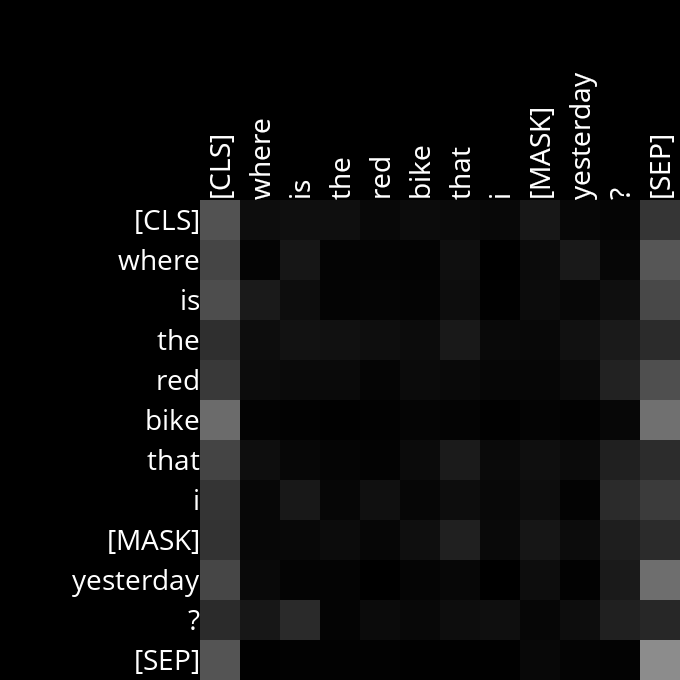 [CLS] where is the red bike that i [MASK] yesterday ? [SEP]
[CLS]
where
is
the
red
bike
that
i
[MASK]
yesterday
?
[SEP]